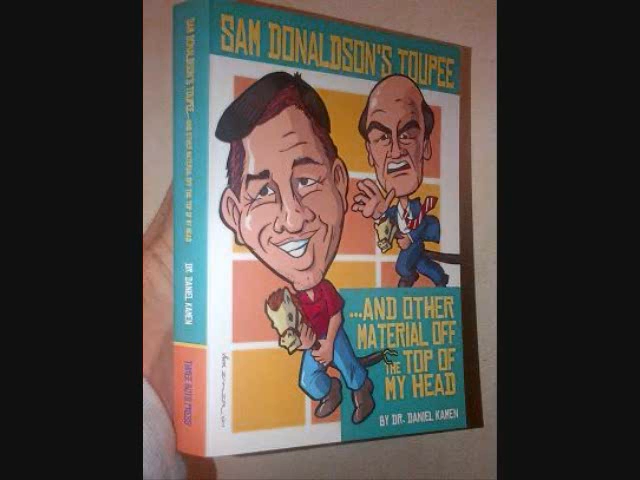 SAM DONALDSON'S TOUPEE
...AND OTHER
MATERIAL OFF
THE TOP OF
MY HEAD
BY DR. DANIEL KAMEN
SAM DONALDSON'S TOUPEE ...AND OTHER MATERIAL OFF THE TOP OF MY HEAD
DR. DANIEL KAMEN